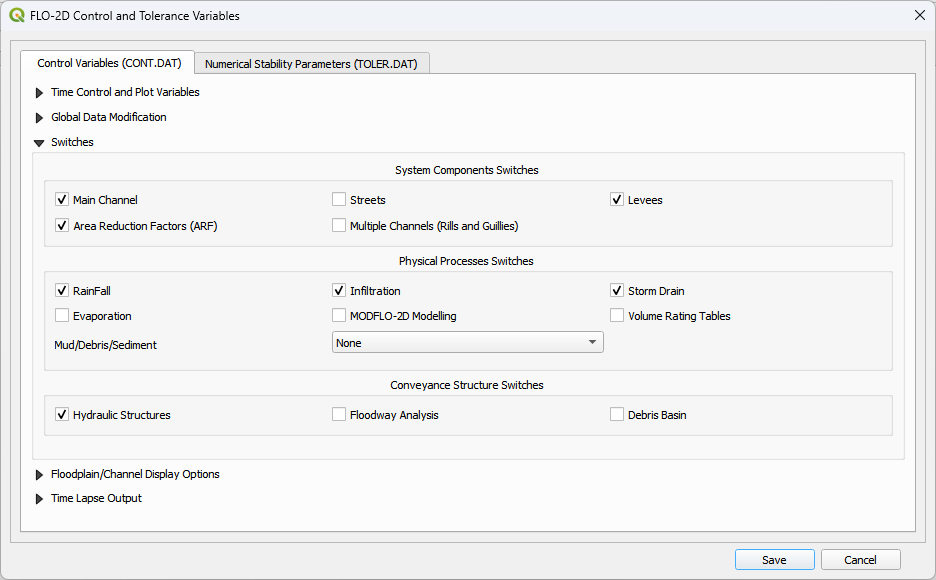 FLO-2D Control and Tolerance Variables
Control Variables (CONT.DAT) Numerical Stability Parameters (TOLER.DAT)
Time Control and Plot Variables
Global Data Modification
Switches
System Components Switches
Main Channel Streets Levees
Area Reduction Factors (ARF) Multiple Channels (Rills and Guillies)
Physical Processes Switches
RainFall Infiltration Storm Drain
Evaporation MODFLO-2D Modelling Volume Rating Tables
Mud/Debris/Sediment None
Conveyance Structure Switches
Hydraulic Structures Floodway Analysis Debris Basin
Floodplain/Channel Display Options
Time Lapse Output
Save Cancel